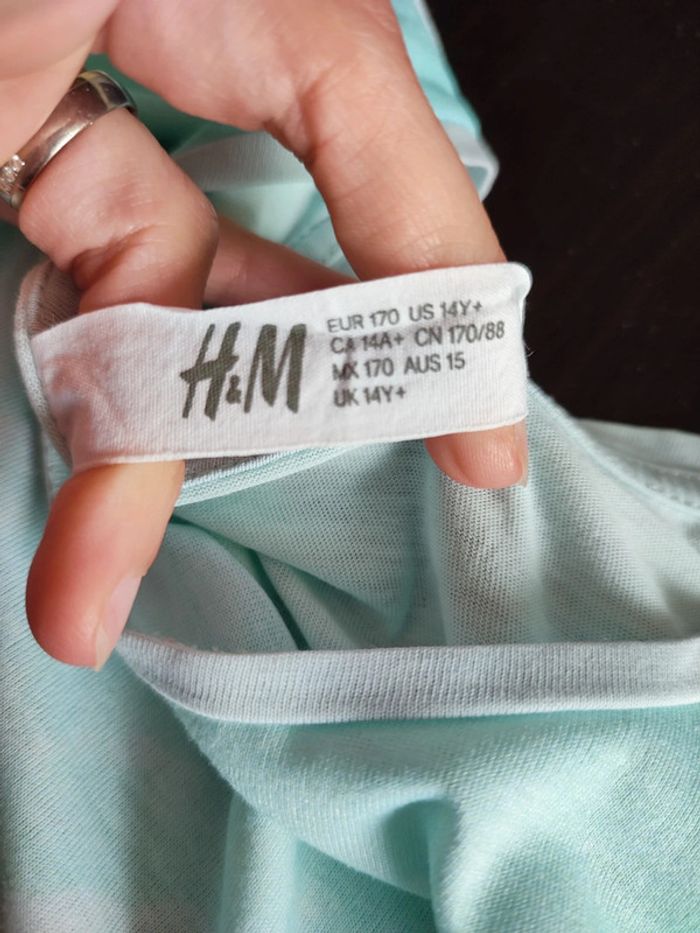 H&M
EUR 170 US 14Y+
CA 14A+ CN 170/88
MX 170 AUS 15
UK 14Y+